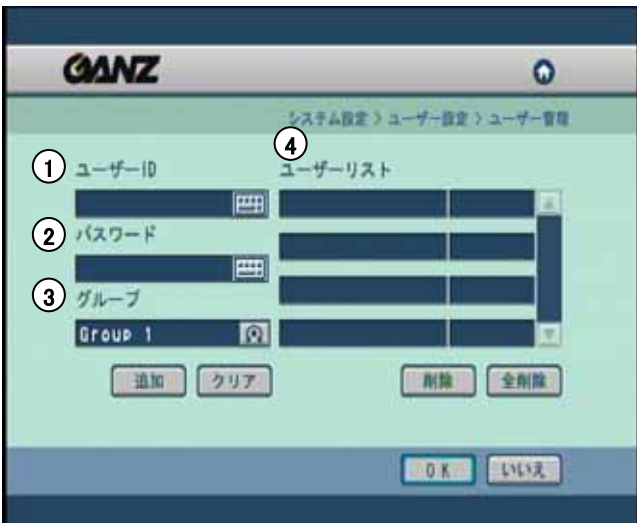 GANZ
システム設定 > ユーザー設定 > ユーザー管理
① ユーザーID
④ ユーザーリスト
② パスワード
③ グループ
Group 1
追加 クリア 削除 全削除
OK いいえ